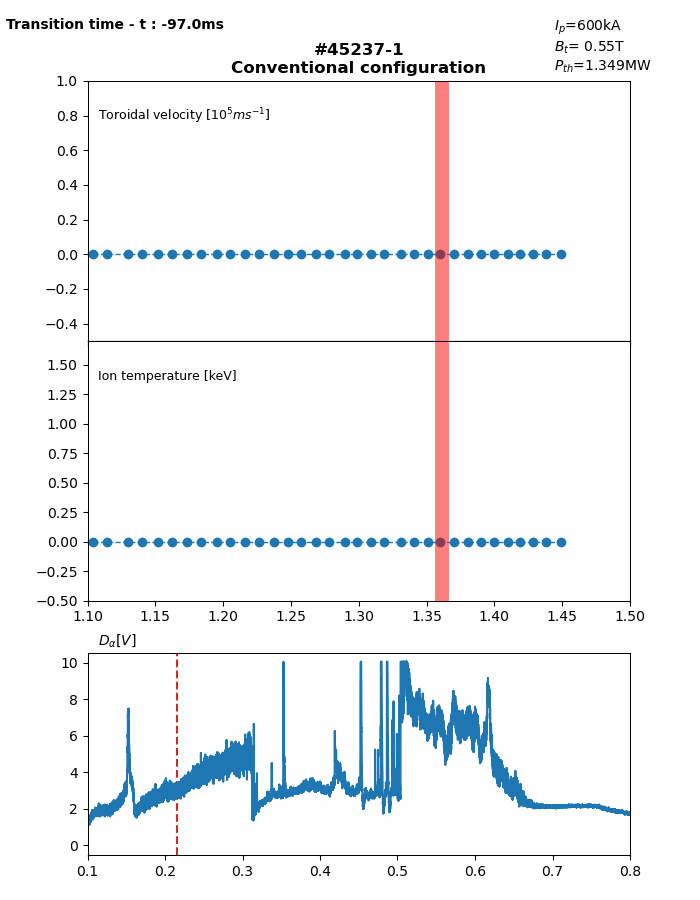 Transition time - t : -97.0ms
I_p=600kA
B_t= 0.55T
P_th=1.349MW
#45237-1
Conventional configuration
1.0
0.8
0.6
0.4
0.2
0.0
−0.2
−0.4
Toroidal velocity [10^5 ms^−1]
1.50
1.25
1.00
0.75
0.50
0.25
0.00
−0.25
−0.50
Ion temperature [keV]
1.10 1.15 1.20 1.25 1.30 1.35 1.40 1.45 1.50
D_α[V]
10
8
6
4
2
0
0.1 0.2 0.3 0.4 0.5 0.6 0.7 0.8